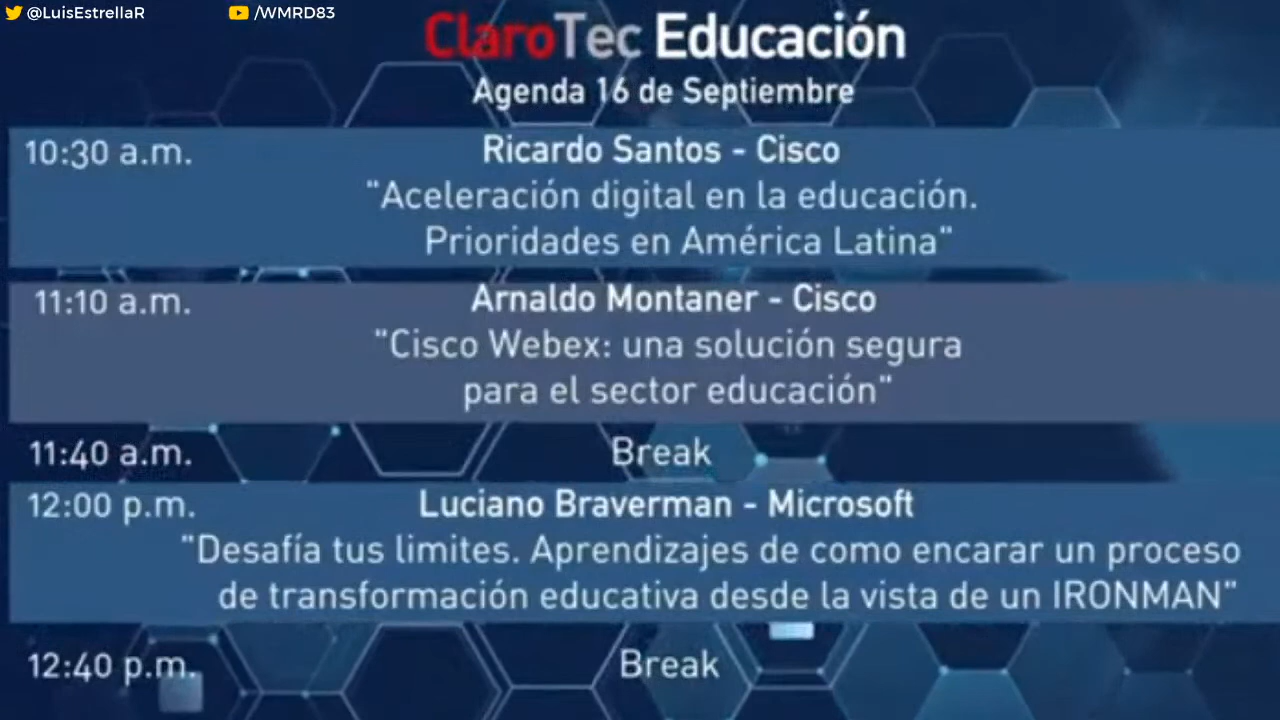 @LuisEstrellaR /WMRD83
ClaroTec Educación
Agenda 16 de Septiembre
10:30 a.m. Ricardo Santos - Cisco
"Aceleración digital en la educación.
Prioridades en América Latina"
11:10 a.m. Arnaldo Montaner - Cisco
"Cisco Webex: una solución segura
para el sector educación"
11:40 a.m. Break
12:00 p.m. Luciano Braverman - Microsoft
"Desafía tus limites. Aprendizajes de como encarar un proceso
de transformación educativa desde la vista de un IRONMAN"
12:40 p.m. Break